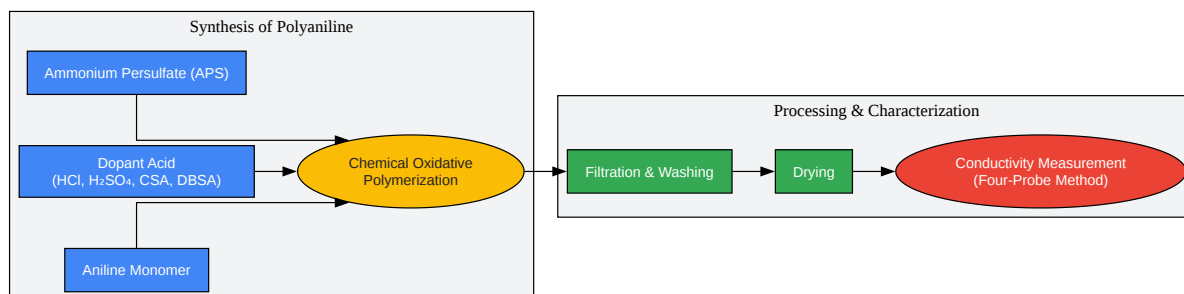 Synthesis of Polyaniline
Ammonium Persulfate (APS)
Dopant Acid
(HCl, H₂SO₄, CSA, DBSA)
Aniline Monomer
Chemical Oxidative
Polymerization
Processing & Characterization
Filtration & Washing
Drying
Conductivity Measurement
(Four-Probe Method)